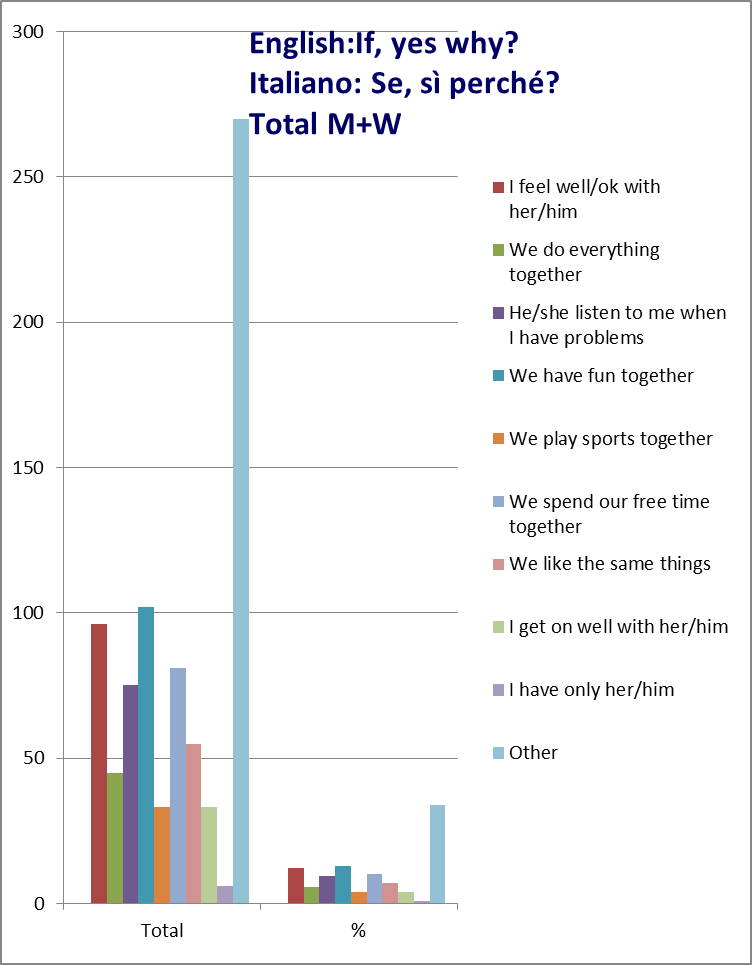 English:If, yes why?
Italiano: Se, sì perché?
Total M+W
300
250
200
150
100
50
0
Total
%
I feel well/ok with
her/him
We do everything
together
He/she listen to me when
I have problems
We have fun together
We play sports together
We spend our free time
together
We like the same things
I get on well with her/him
I have only her/him
Other